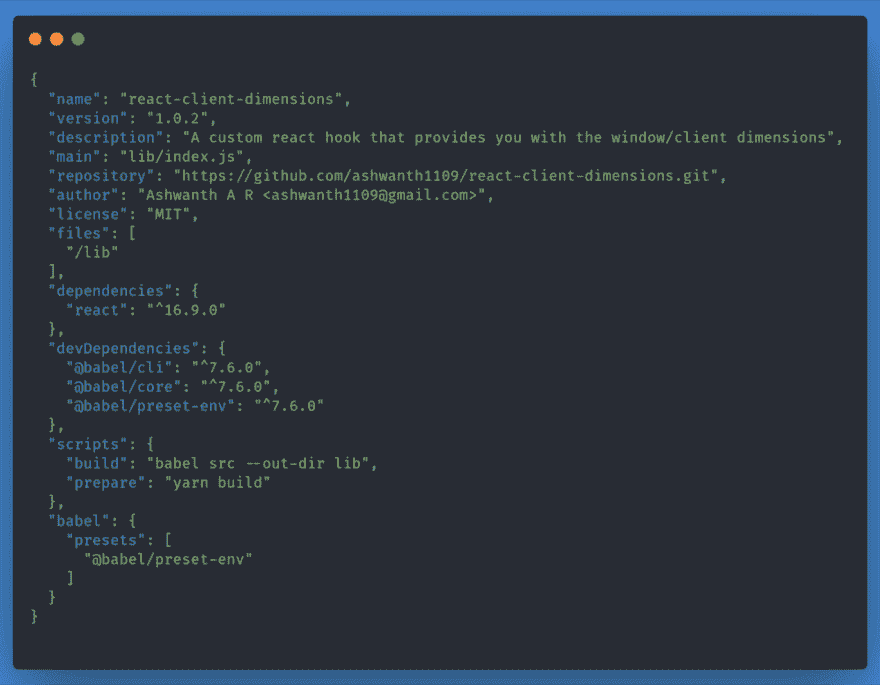 {
  "name": "react-client-dimensions",
  "version": "1.0.2",
  "description": "A custom react hook that provides you with the window/client dimensions",
  "main": "lib/index.js",
  "repository": "https://github.com/ashwanth1109/react-client-dimensions.git",
  "author": "Ashwanth A R <ashwanth1109@gmail.com>",
  "license": "MIT",
  "files": [
    "/lib"
  ],
  "dependencies": {
    "react": "^16.9.0"
  },
  "devDependencies": {
    "@babel/cli": "^7.6.0",
    "@babel/core": "^7.6.0",
    "@babel/preset-env": "^7.6.0"
  },
  "scripts": {
    "build": "babel src --out-dir lib",
    "prepare": "yarn build"
  },
  "babel": {
    "presets": [
      "@babel/preset-env"
    ]
  }
}